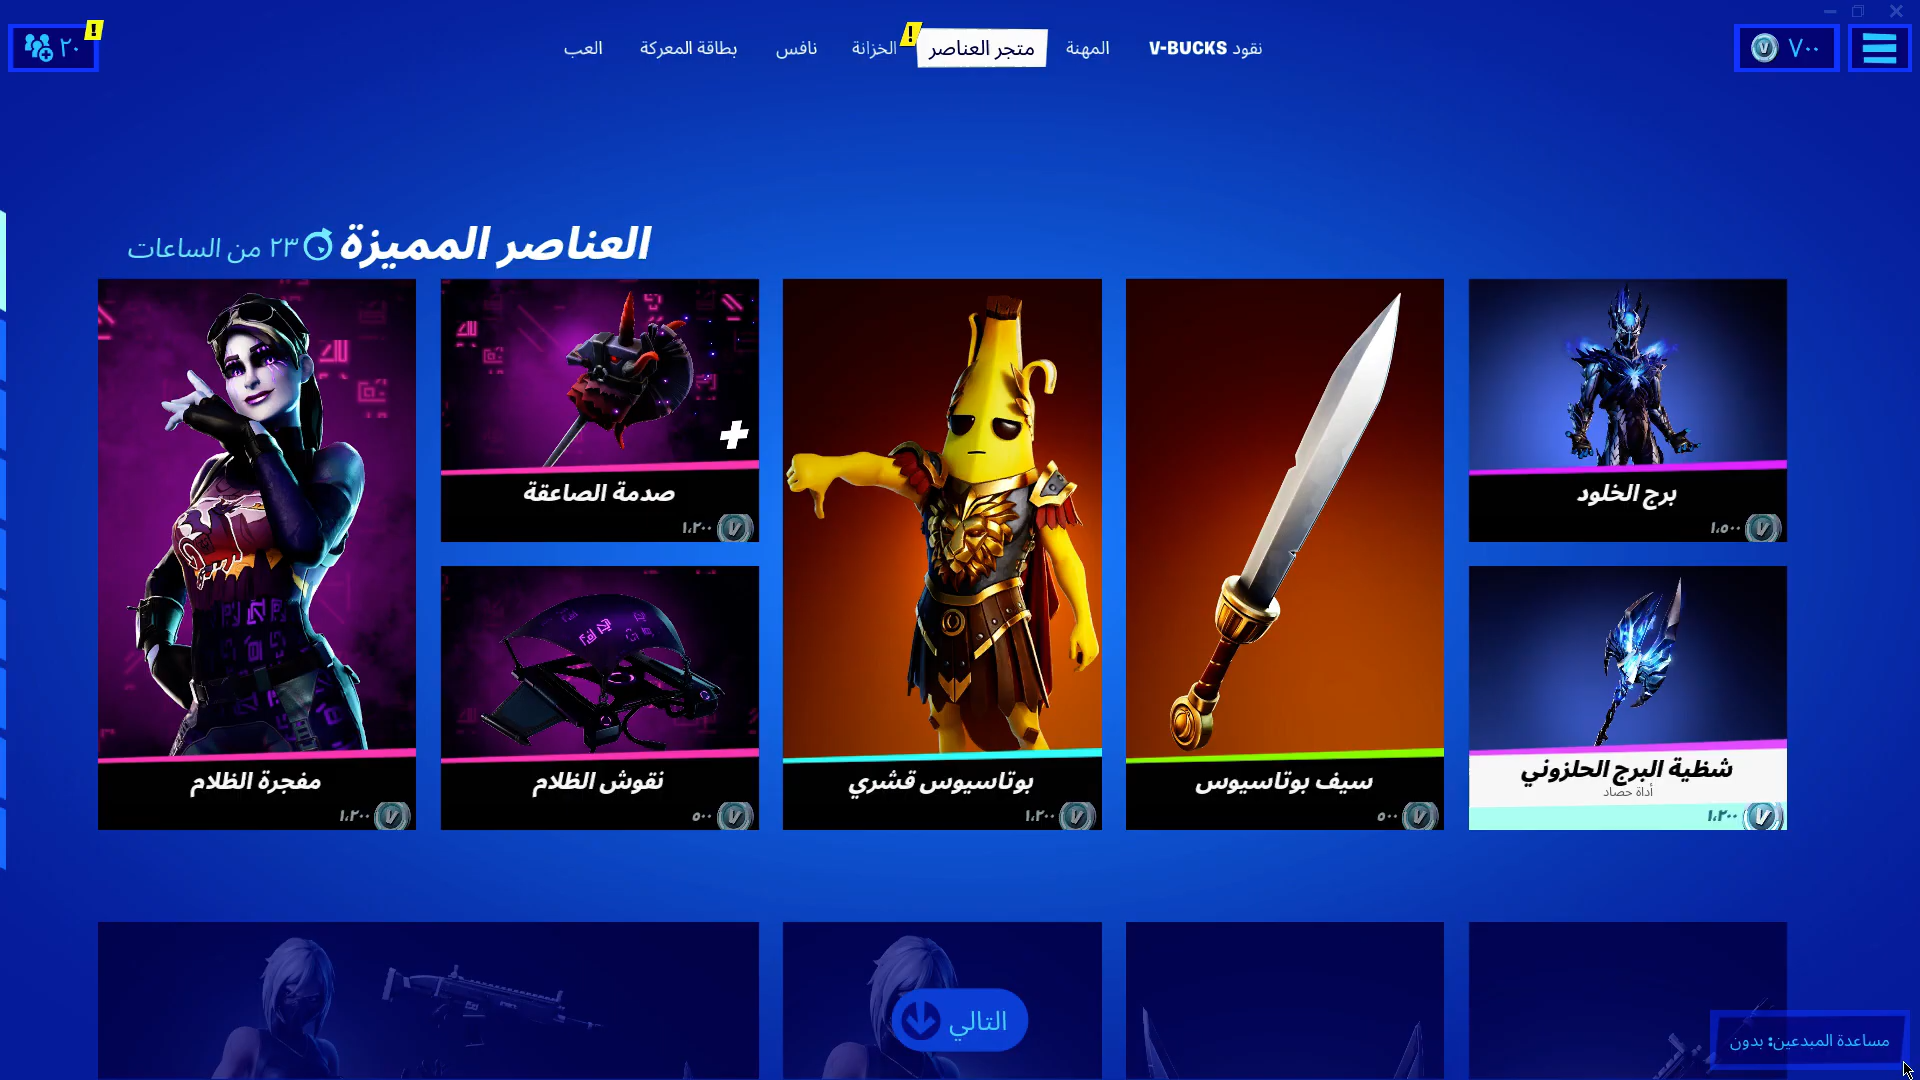 ٢٠
!
العب
بطاقة المعركة
نافس
الخزانة
!
متجر العناصر
المهنة
نقود V-BUCKS
٧٠٠
العناصر المميزة
٢٣ من الساعات
مفجرة الظلام
١،٢٠٠
صدمة الصاعقة
١،٢٠٠
نقوش الظلام
٥٠٠
بوتاسيوس قشري
١،٢٠٠
سيف بوتاسيوس
٥٠٠
برج الخلود
١،٥٠٠
شظية البرج الحلزوني
أداة حصاد
١،٢٠٠
التالي
مساعدة المبدعين: بدون